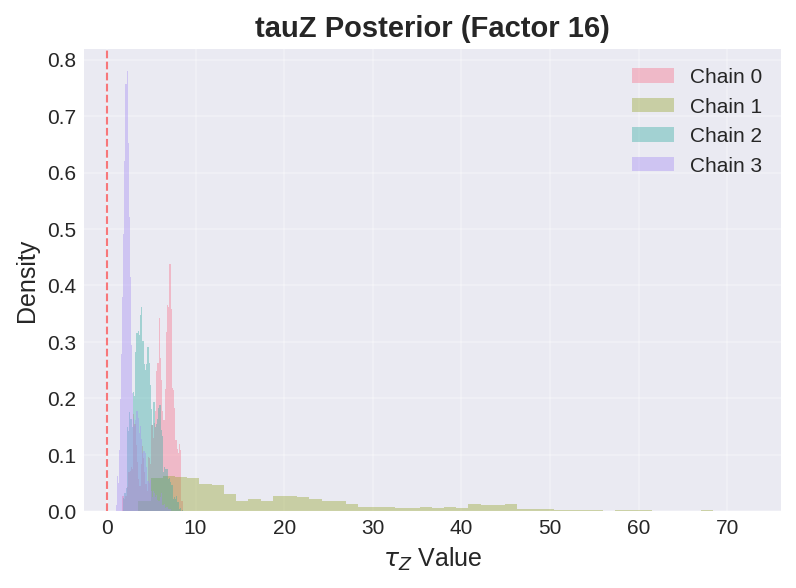 tauZ Posterior (Factor 16)
Chain 0
Chain 1
Chain 2
Chain 3
Density
0.8
0.7
0.6
0.5
0.4
0.3
0.2
0.1
0.0
0 10 20 30 40 50 60 70
τZ Value